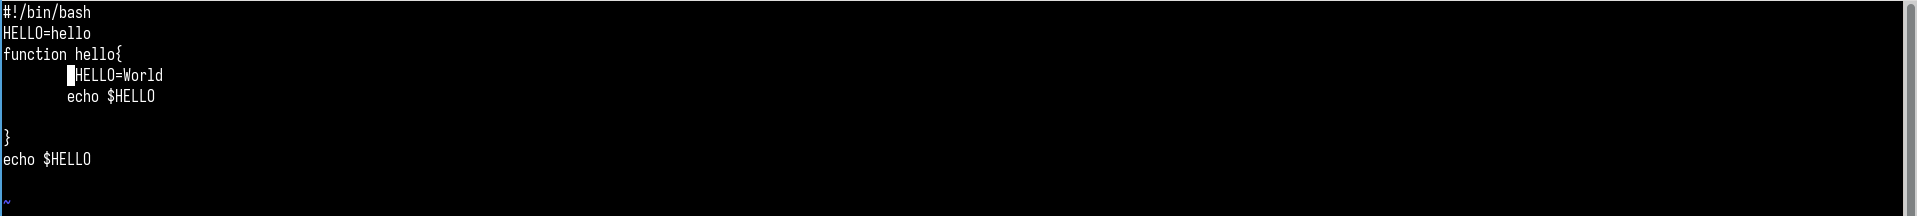 #!/bin/bash
HELLO=hello
function hello{
        HELLO=World
        echo $HELLO

}
echo $HELLO

~